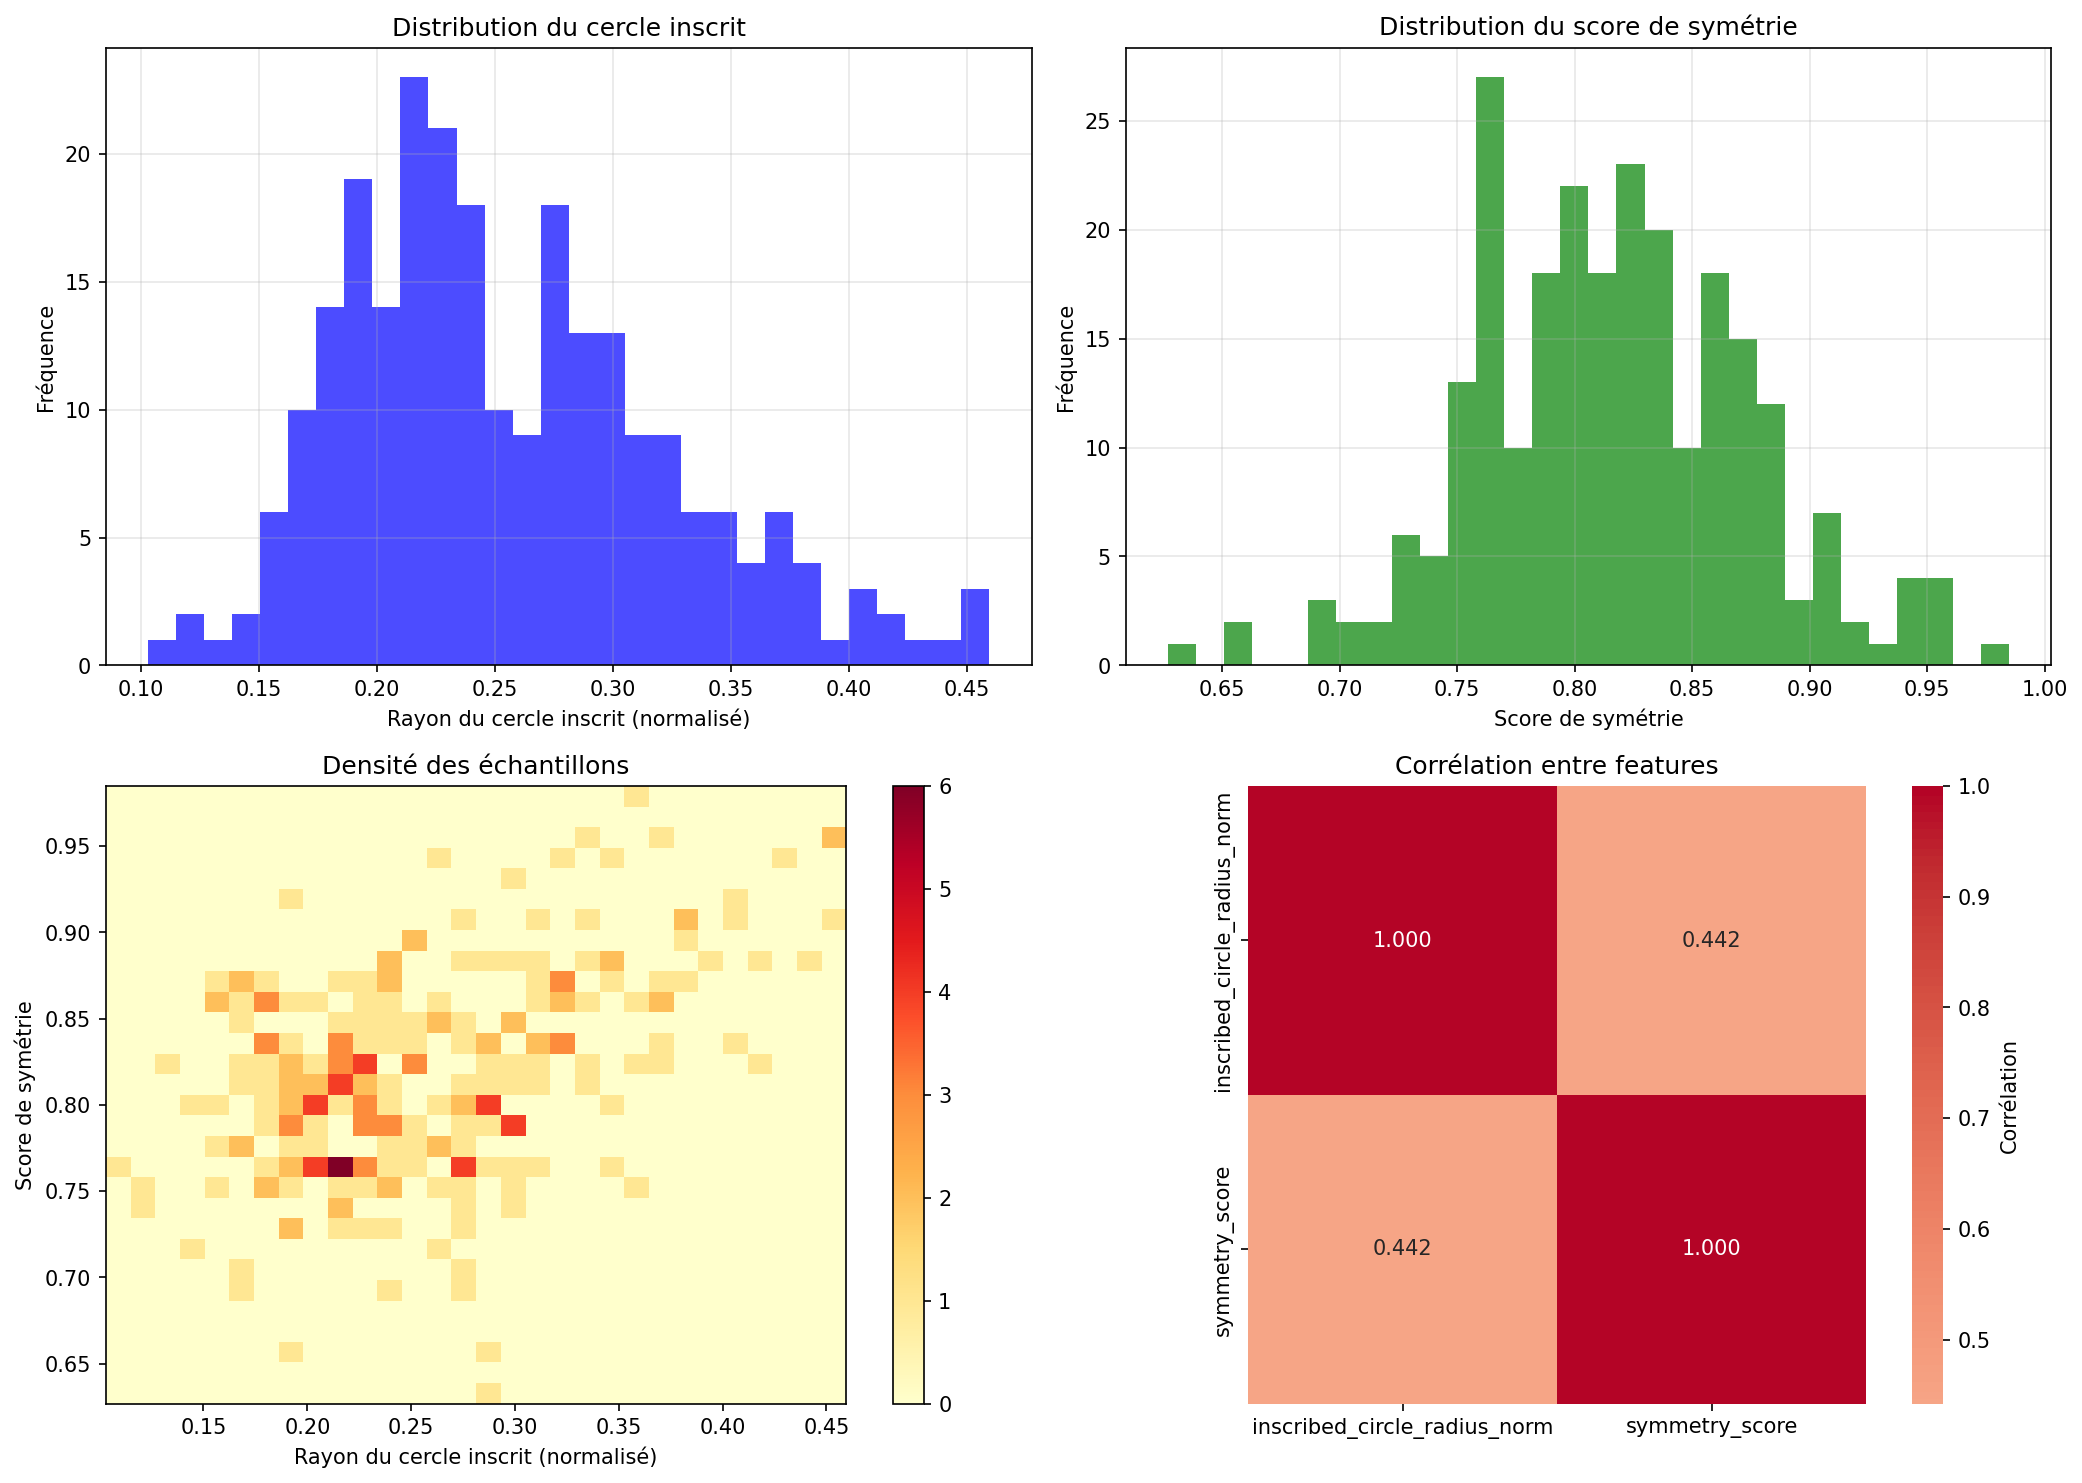 Distribution du cercle inscrit
Fréquence
20
15
10
5
0
0.10 0.15 0.20 0.25 0.30 0.35 0.40 0.45
Rayon du cercle inscrit (normalisé)
Distribution du score de symétrie
Fréquence
25
20
15
10
5
0
0.65 0.70 0.75 0.80 0.85 0.90 0.95 1.00
Score de symétrie
Densité des échantillons
Score de symétrie
0.95
0.90
0.85
0.80
0.75
0.70
0.65
0.15 0.20 0.25 0.30 0.35 0.40 0.45
Rayon du cercle inscrit (normalisé)
6
5
4
3
2
1
0
Corrélation entre features
inscribed_circle_radius_norm
symmetry_score
1.000 0.442
0.442 1.000
inscribed_circle_radius_norm symmetry_score
1.0
0.9
0.8
0.7
0.6
0.5
Corrélation